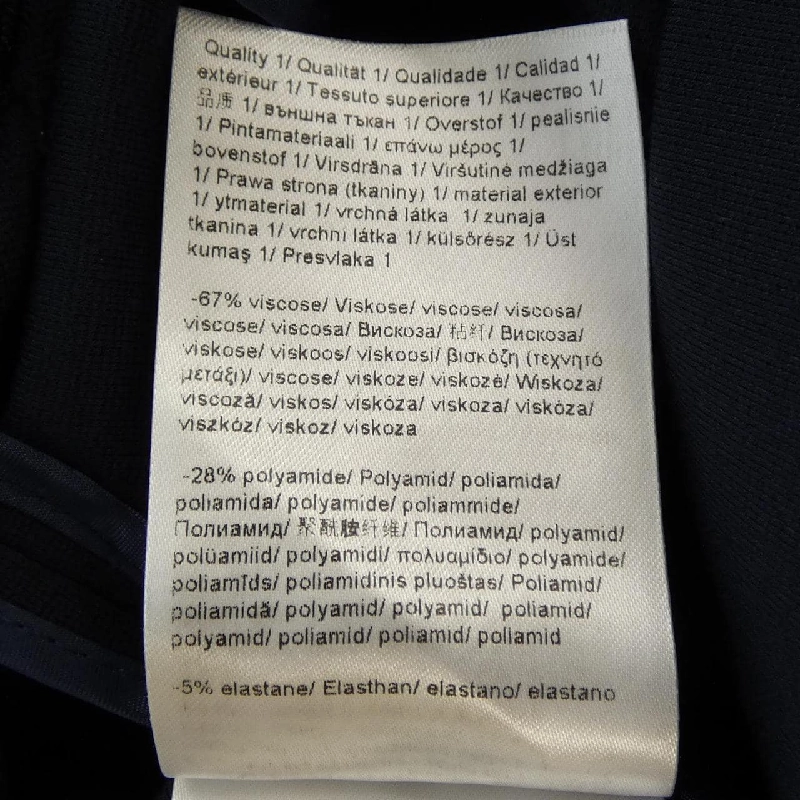 Quality 1/ Qualität 1/ Qualidade 1/ Calidad 1/
extérieur 1/ Tessuto superiore 1/ Качество 1/
品质 1/ външна тъкан 1/ Overstof 1/ pealisriie
1/ Pintamateriaali 1/ επάνω μέρος 1/
bovenstof 1/ Virsdrāna 1/ Viršutinė medžiaga
1/ Prawa strona (tkaniny) 1/ material exterior
1/ ytmaterial 1/ vrchná látka 1/ zunaja
tkanina 1/ vrchní látka 1/ külsőrész 1/ Üst
kumaş 1/ Presvlaka 1
-67% viscose/ Viskose/ viscose/ viscosa/
viscose/ viscosa/ Вискоза/ 粘纤/ Вискоза/
viskose/ viskoos/ viskoosi/ βισκόζη (τεχνητό
μετάξι)/ viscose/ viskoze/ viskozė/ Wiskoza/
viscoză/ viskos/ viskóza/ viskoza/ viskóza/
viszkóz/ viskoz/ viskoza
-28% polyamide/ Polyamid/ poliamida/
poliamida/ polyamide/ poliammide/
Полиамид/ 聚酰胺纤维/ Полиамид/ polyamid/
polüamiid/ polyamidi/ πολυαμίδιο/ polyamide/
poliamīds/ poliamidinis pluoštas/ Poliamid/
poliamidă/ polyamid/ polyamid/ poliamid/
polyamid/ poliamid/ poliamid/ poliamid
-5% elastane/ Elasthan/ elastano/ elastano